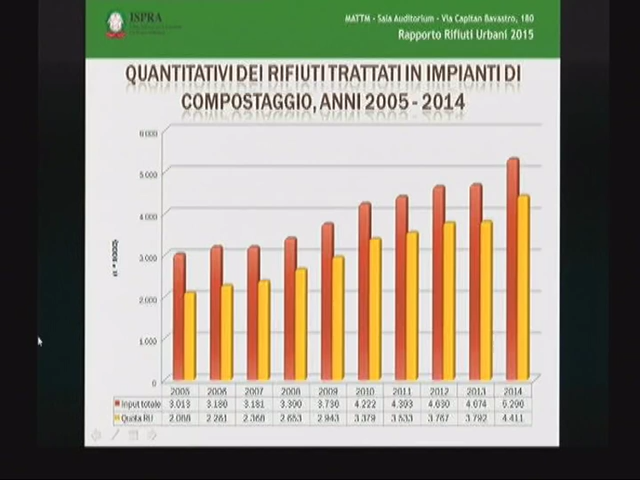 ISPRA
MATTM - Sala Auditorium - Via Capitan Bavastro, 180
Rapporto Rifiuti Urbani 2015
QUANTITATIVI DEI RIFIUTI TRATTATI IN IMPIANTI DI
COMPOSTAGGIO, ANNI 2005 - 2014
6.000
5.000
4.000
3.000
2.000
1.000
0
2005 2006 2007 2008 2009 2010 2011 2012 2013 2014
Input totale 3.013 3.186 3.181 3.390 3.736 4.222 4.393 4.630 4.674 5.296
Quota RU 2.088 2.261 2.368 2.653 2.943 3.379 3.533 3.767 3.792 4.411